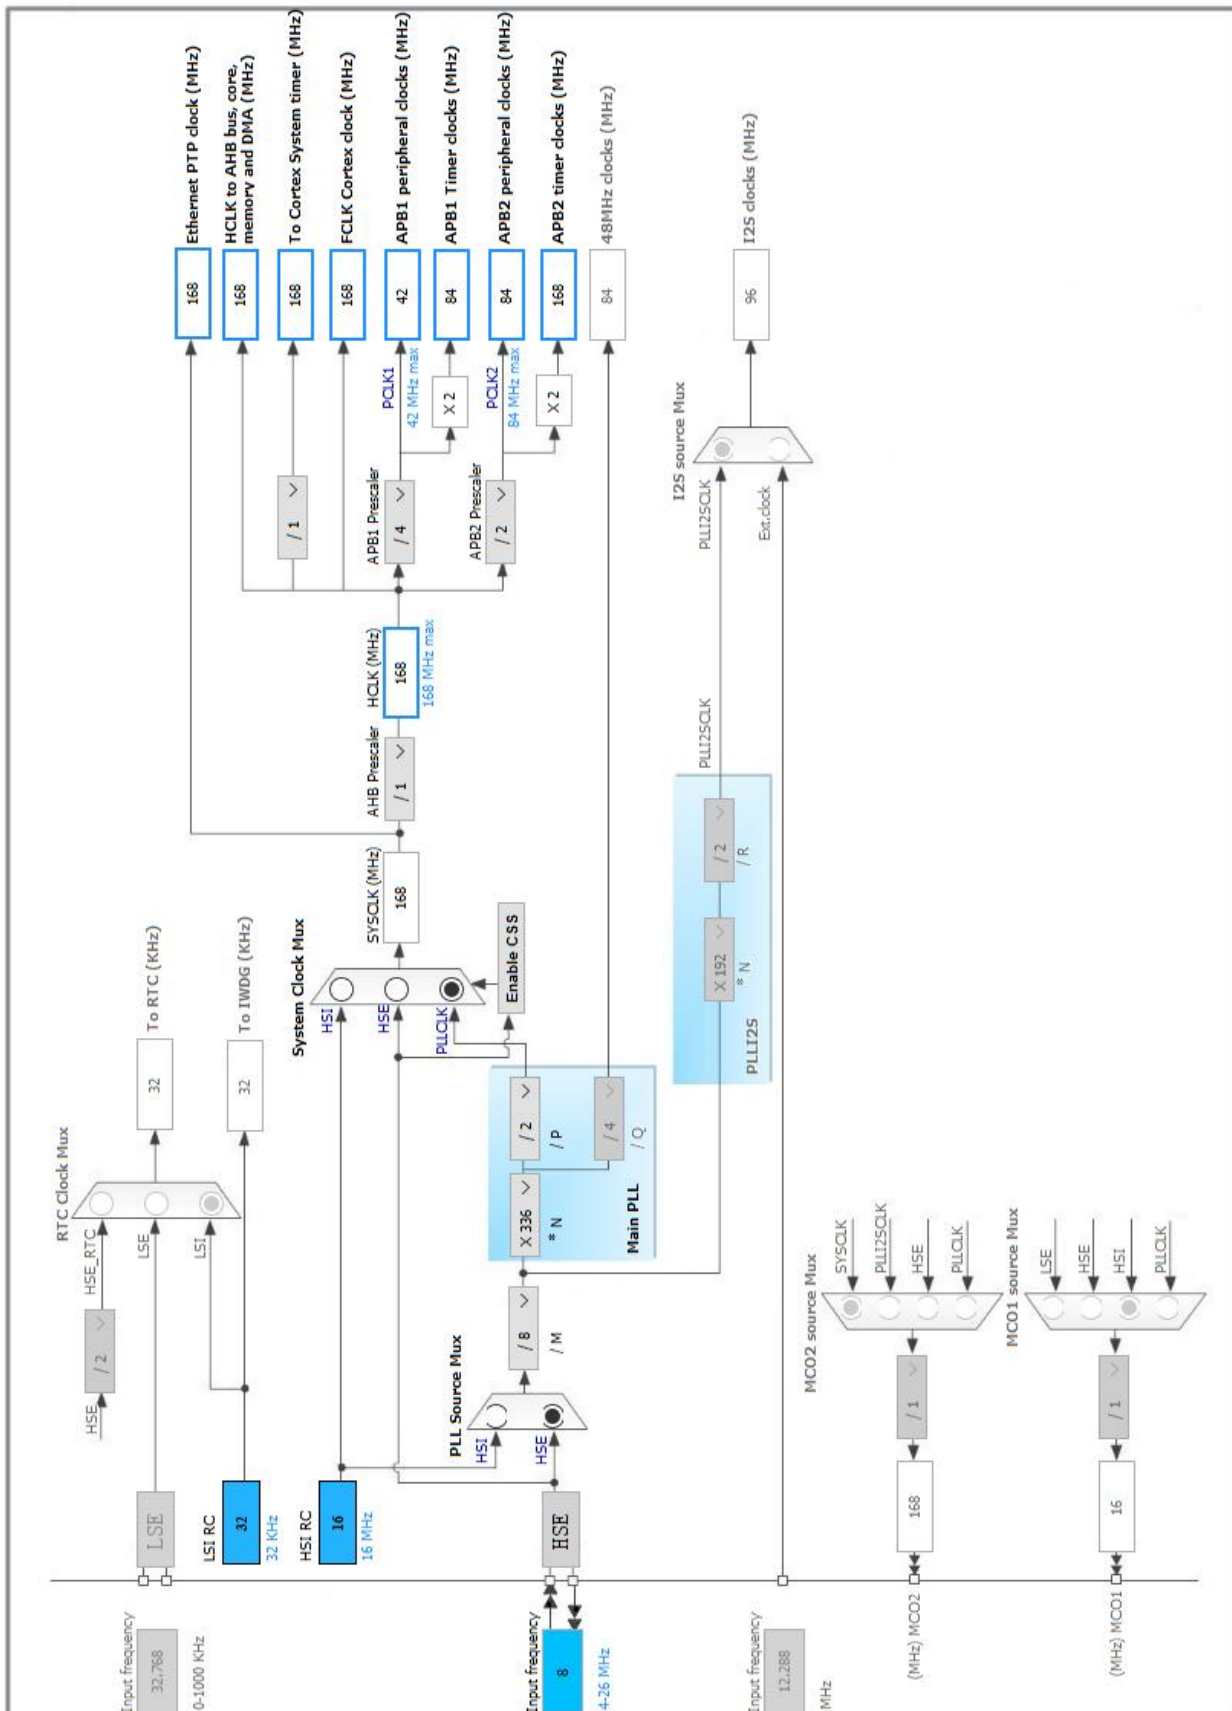 Input frequency
32.768
0-1000 KHz
LSE
HSE
/ 2
HSE_RTC
LSE
LSI
RTC Clock Mux
32
To RTC (KHz)
LSI RC
32
32 KHz
32
To IWDG (KHz)
HSI RC
16
16 MHz
Input frequency
8
4-26 MHz
HSE
PLL Source Mux
HSI
HSE
/ 8
/ M
X 336
* N
/ 2
/ P
/ 4
/ Q
Main PLL
System Clock Mux
HSI
HSE
PLLCLK
Enable CSS
SYSCLK (MHz)
168
AHB Prescaler
/ 1
HCLK (MHz)
168
168 MHz max
/ 1
APB1 Prescaler
/ 4
PCLK1
42 MHz max
X 2
APB2 Prescaler
/ 2
PCLK2
84 MHz max
X 2
168
Ethernet PTP clock (MHz)
168
HCLK to AHB bus, core,
memory and DMA (MHz)
168
To Cortex System timer (MHz)
168
FCLK Cortex clock (MHz)
42
APB1 peripheral clocks (MHz)
84
APB1 Timer clocks (MHz)
84
APB2 peripheral clocks (MHz)
168
APB2 timer clocks (MHz)
84
48MHz clocks (MHz)
X 192
* N
/ 2
/ R
PLLI2S
PLLI2SCLK
PLLI2SCLK
I2S source Mux
Ext.clock
96
I2S clocks (MHz)
Input frequency
12.288
MHz
MCO2 source Mux
SYSCLK
PLLI2SCLK
HSE
PLLCLK
/ 1
168
(MHz) MCO2
MCO1 source Mux
LSE
HSE
HSI
PLLCLK
/ 1
16
(MHz) MCO1